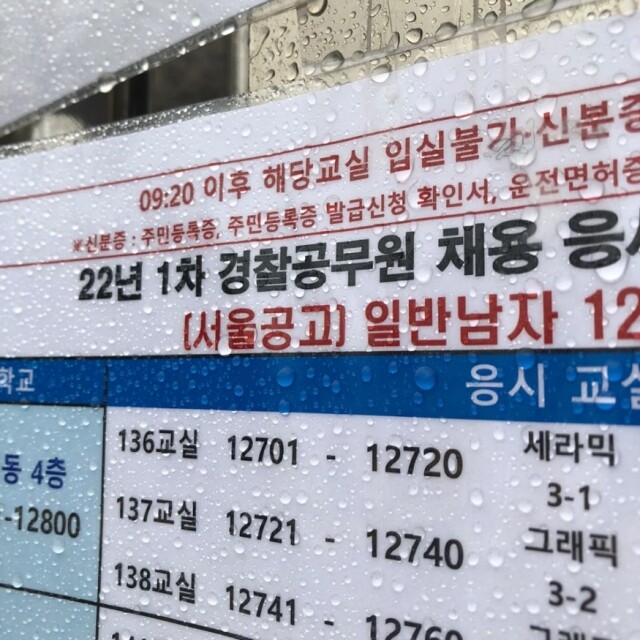 09:20 이후 해당교실 입실불가·신분증
※신분증 : 주민등록증, 주민등록증 발급신청 확인서, 운전면허증
22년 1차 경찰공무원 채용 응시
(서울공고) 일반남자 12
학교 응시 교실
136교실 12701 - 12720 세라믹
동 4층 3-1
-12800 137교실 12721 - 12740 그래픽
3-2
138교실 12741 - 12760